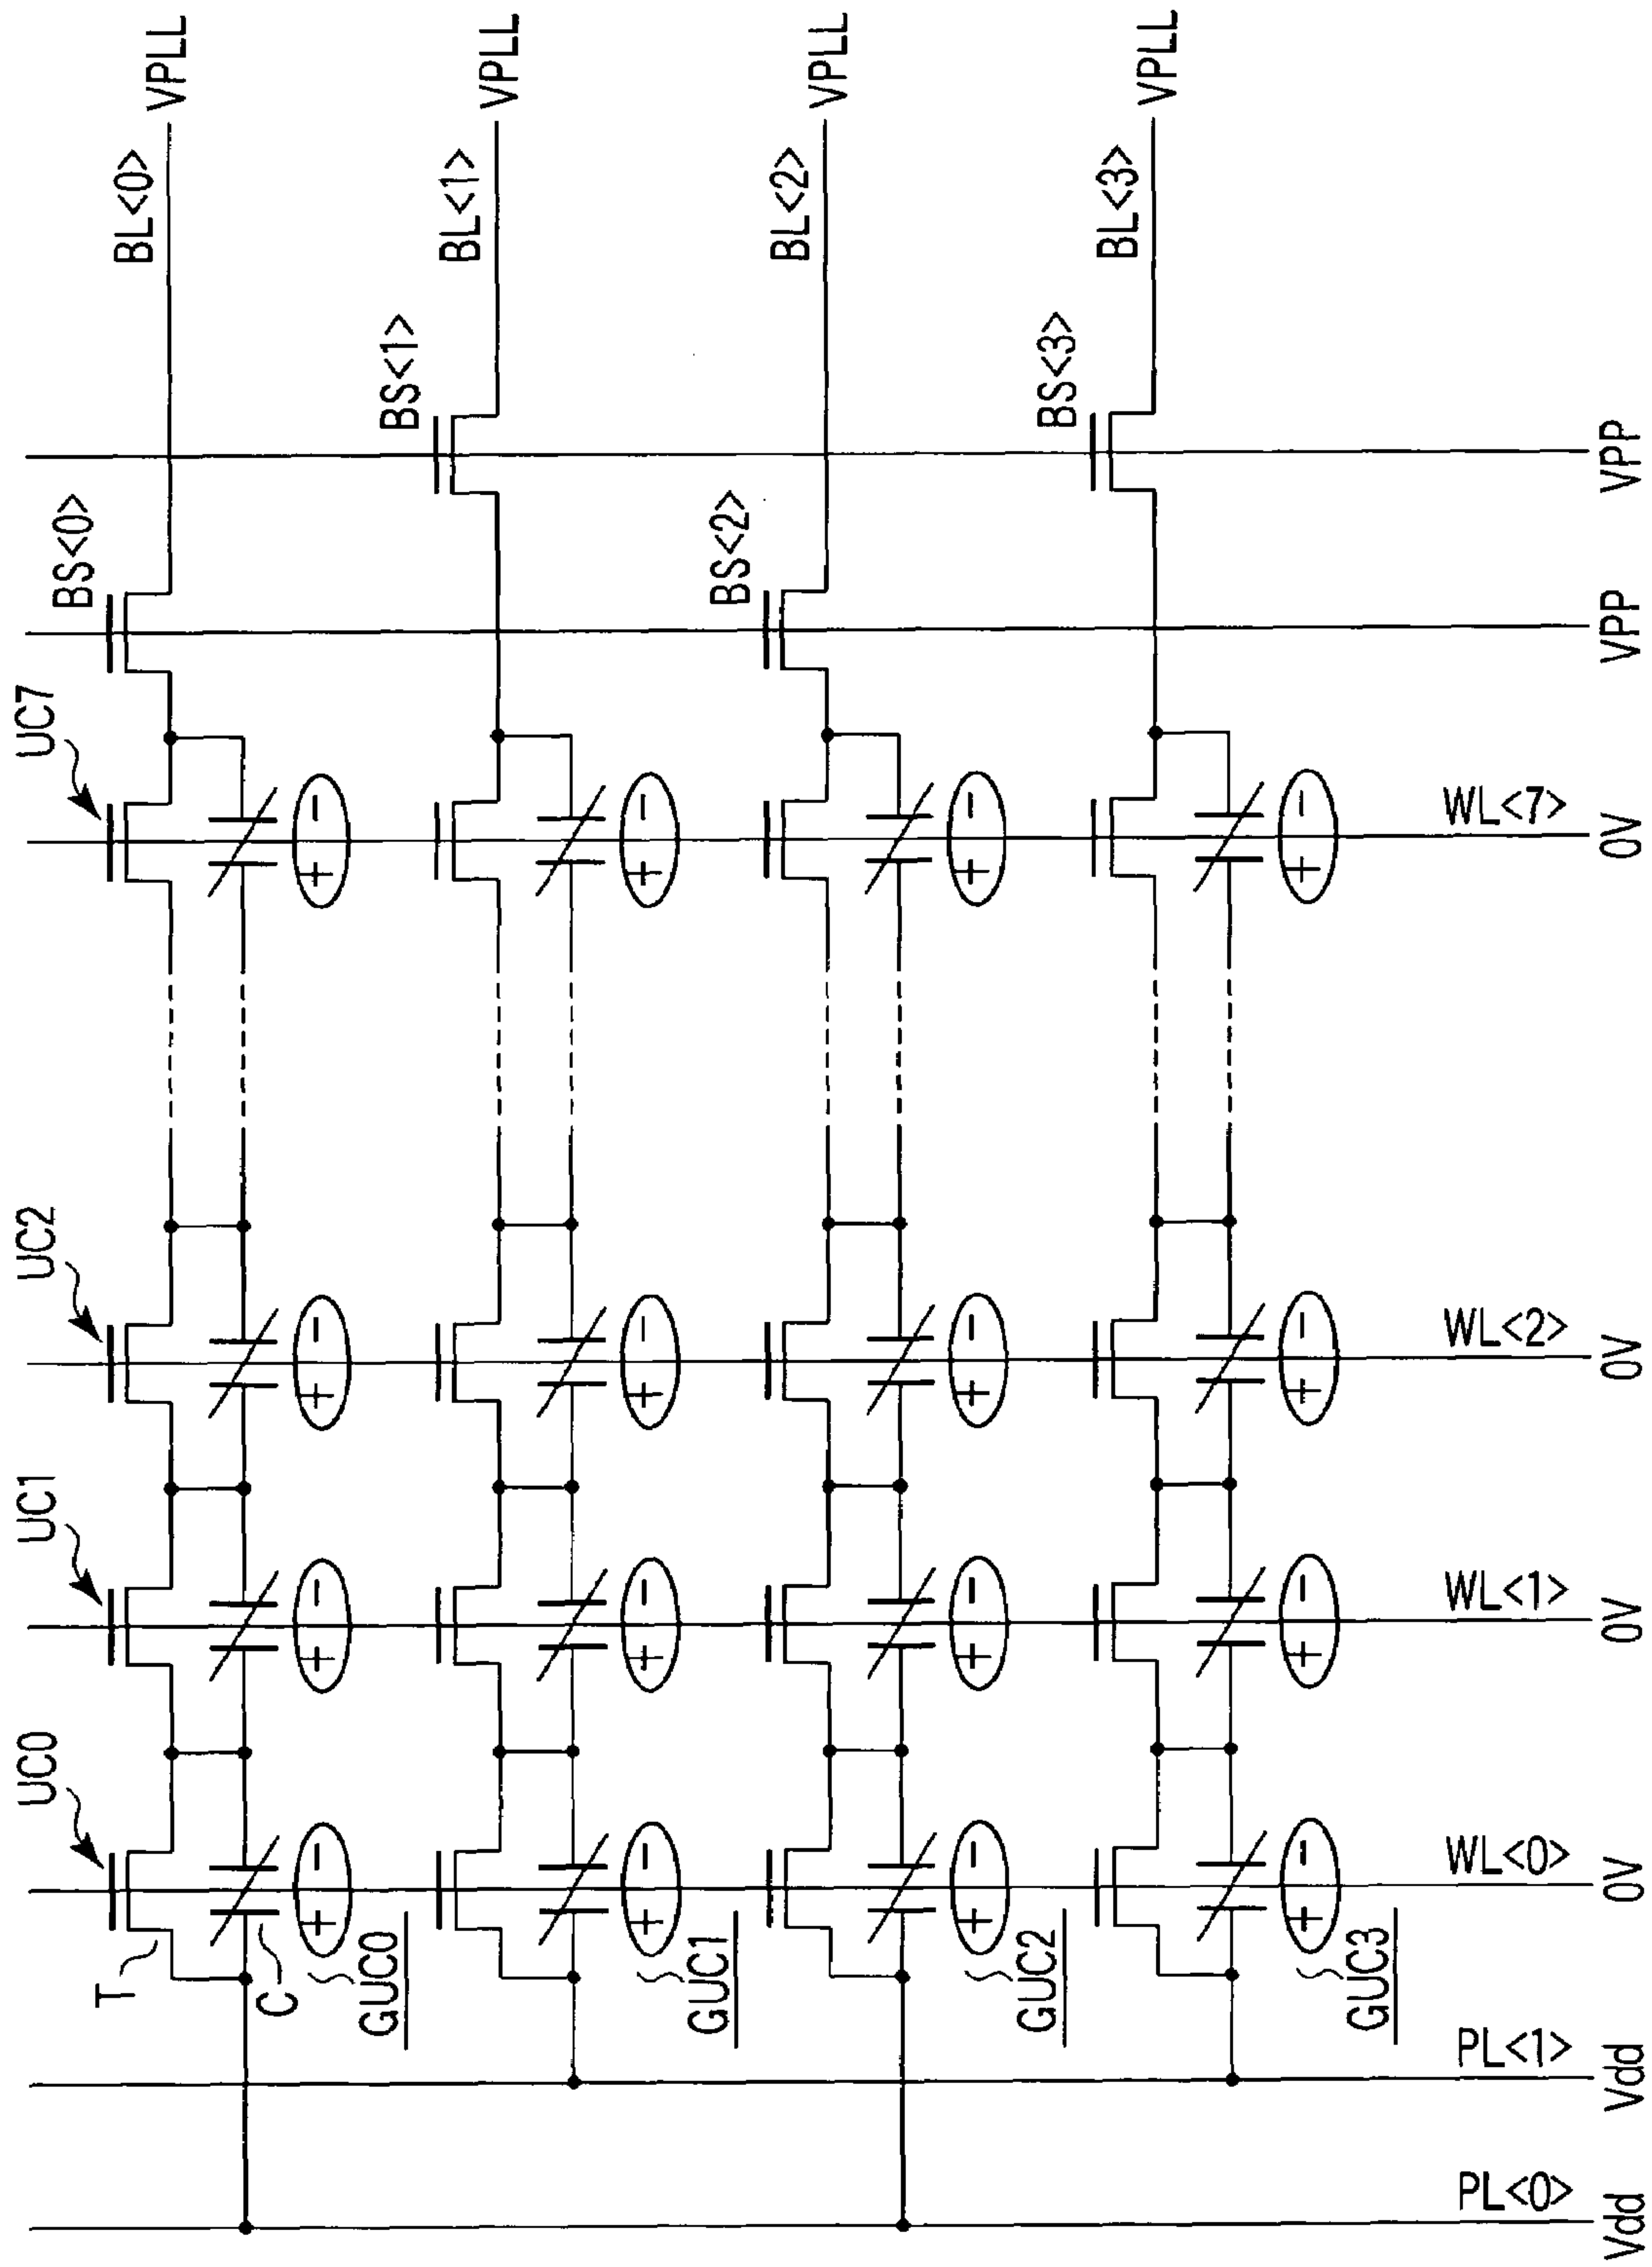 UC0 UC1 UC2 UC7
BS<0>
T BL<0>
VPLL
C
+ − + − + − + −
GUC0
BS<1>
BL<1>
VPLL
+ − + − + − + −
GUC1
BS<2>
BL<2>
VPLL
+ − + − + − + −
GUC2
BS<3>
BL<3>
VPLL
+ − + − + − + −
GUC3
PL<0> PL<1> WL<0> WL<1> WL<2> WL<7>
Vdd Vdd 0V 0V 0V 0V VPP VPP